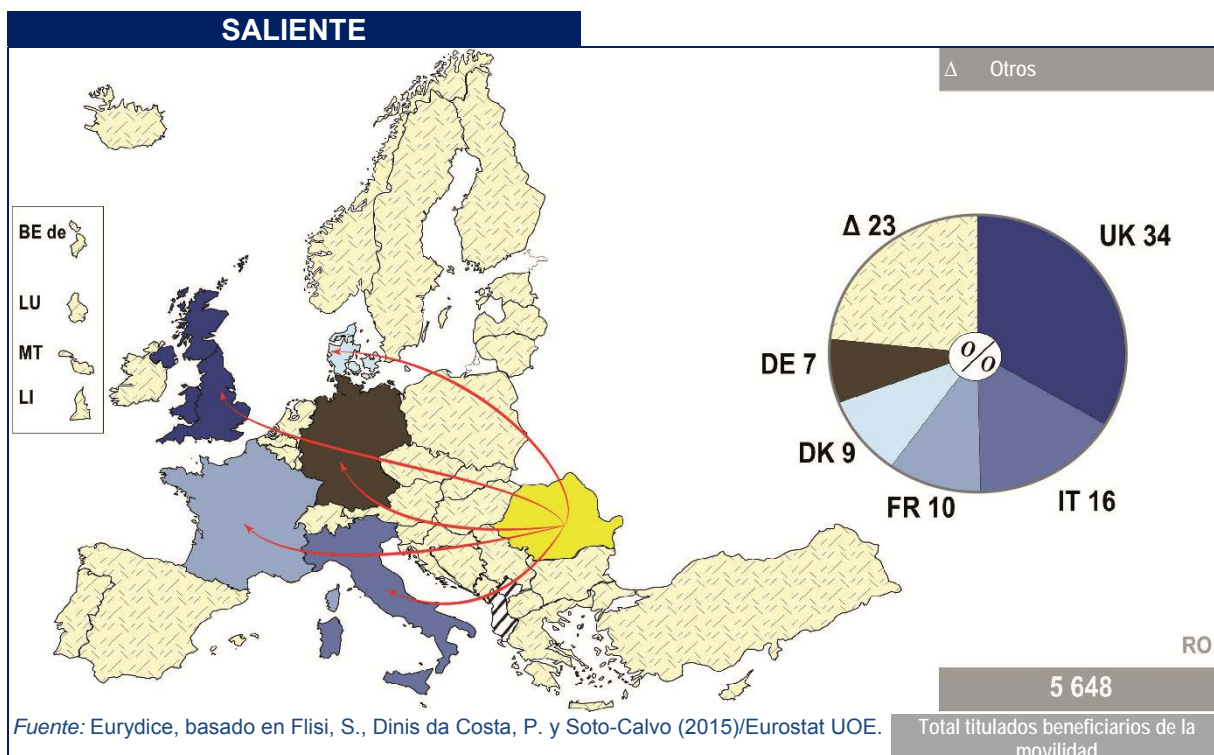 SALIENTE
Δ Otros
BE de
LU
MT
LI
Δ 23
UK 34
%
DE 7
DK 9
FR 10
IT 16
RO
5 648
Fuente: Eurydice, basado en Flisi, S., Dinis da Costa, P. y Soto-Calvo (2015)/Eurostat UOE.
Total titulados beneficiarios de la
movilidad